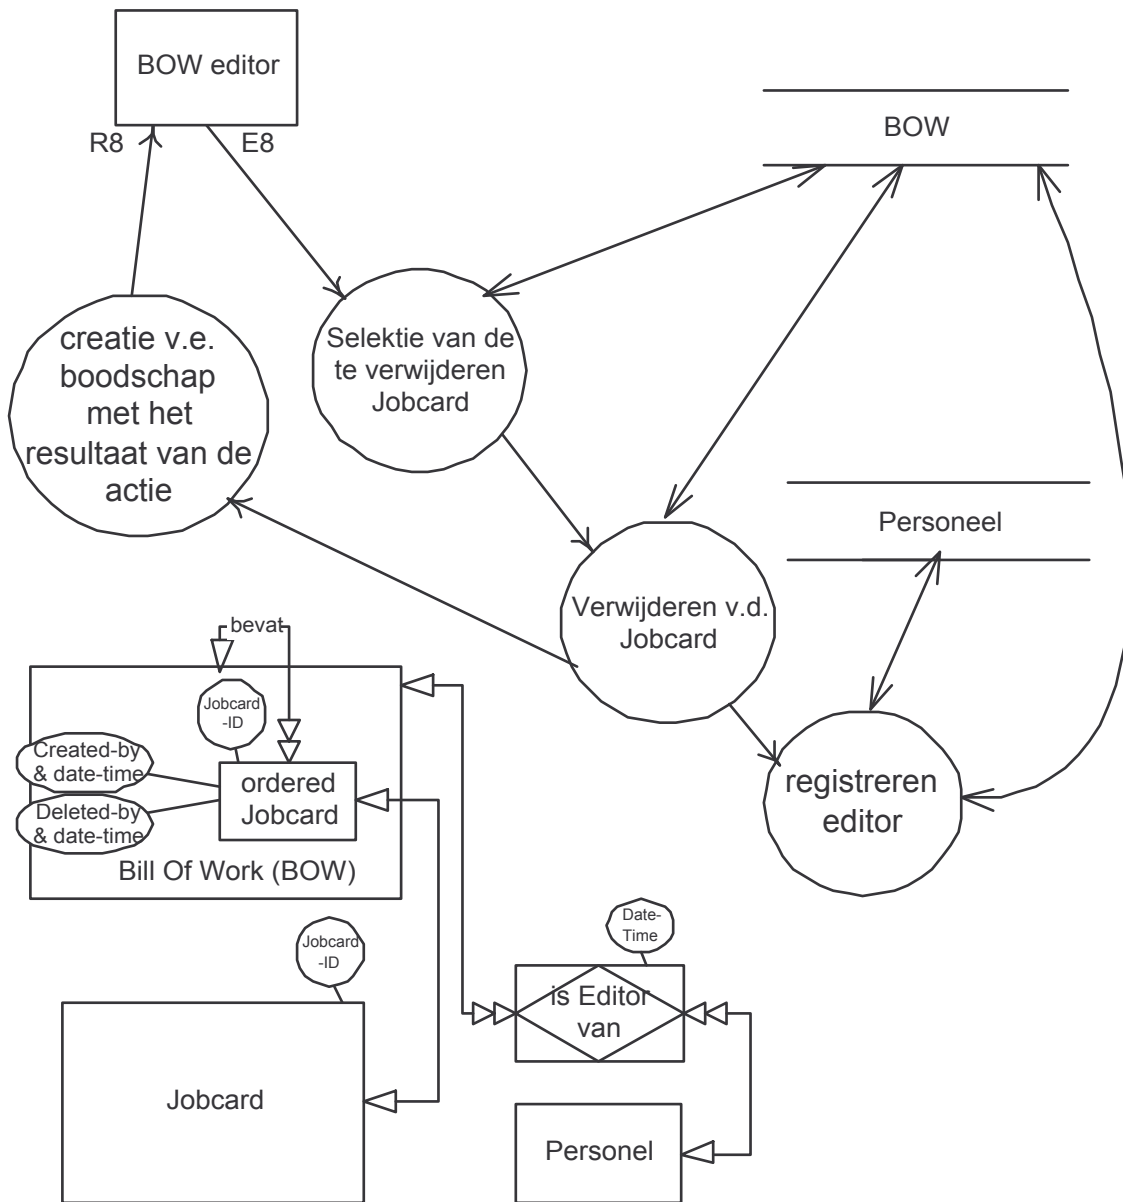 BOW editor
R8
E8
BOW
Selektie van de
te verwijderen
Jobcard
creatie v.e.
boodschap
met het
resultaat van de
actie
Personeel
Verwijderen v.d.
Jobcard
registreren
editor
bevat
Jobcard
-ID
Created-by
& date-time
Deleted-by
& date-time
ordered
Jobcard
Bill Of Work (BOW)
Jobcard
-ID
Jobcard
Date-
Time
is Editor
van
Personel